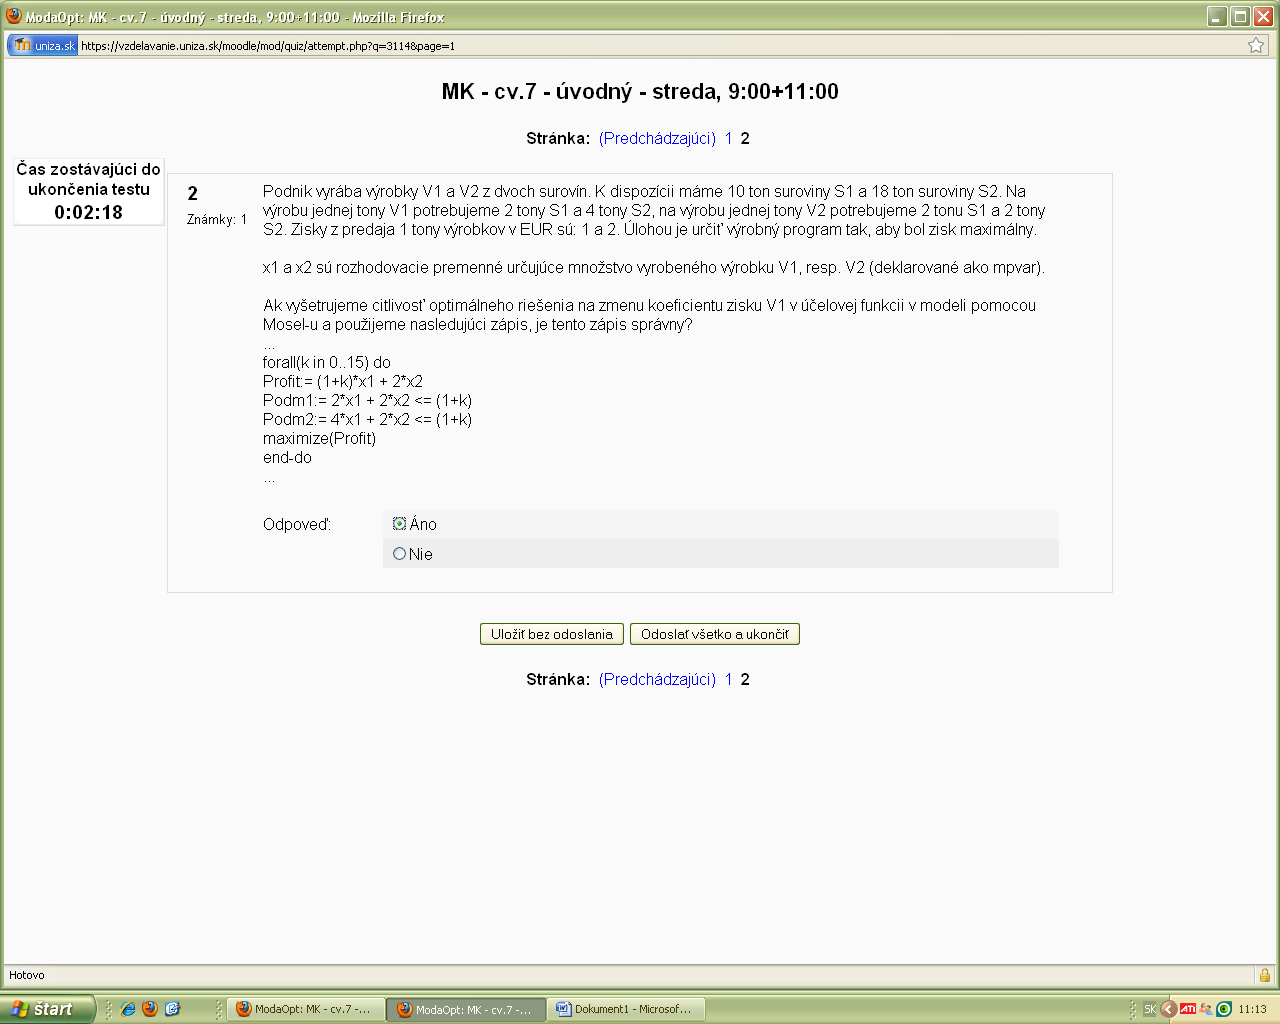 ModaOpt: MK - cv.7 - úvodný - streda, 9:00+11:00 - Mozilla Firefox
uniza.sk https://vzdelavanie.uniza.sk/moodle/mod/quiz/attempt.php?q=3114&page=1
MK - cv.7 - úvodný - streda, 9:00+11:00
Stránka: (Predchádzajúci) 1 2
Čas zostávajúci do
ukončenia testu
0:02:18
2
Známky: 1
Podnik vyrába výrobky V1 a V2 z dvoch surovín. K dispozícii máme 10 ton suroviny S1 a 18 ton suroviny S2. Na
výrobu jednej tony V1 potrebujeme 2 tony S1 a 4 tony S2, na výrobu jednej tony V2 potrebujeme 2 tonu S1 a 2 tony
S2. Zisky z predaja 1 tony výrobkov v EUR sú: 1 a 2. Úlohou je určiť výrobný program tak, aby bol zisk maximálny.
x1 a x2 sú rozhodovacie premenné určujúce množstvo vyrobeného výrobku V1, resp. V2 (deklarované ako mpvar).
Ak vyšetrujeme citlivosť optimálneho riešenia na zmenu koeficientu zisku V1 v účelovej funkcii v modeli pomocou
Mosel-u a použijeme nasledujúci zápis, je tento zápis správny?
...
forall(k in 0..15) do
Profit:= (1+k)*x1 + 2*x2
Podm1:= 2*x1 + 2*x2 <= (1+k)
Podm2:= 4*x1 + 2*x2 <= (1+k)
maximize(Profit)
end-do
...
Odpoveď:
Áno
Nie
Uložiť bez odoslania Odoslať všetko a ukončiť
Stránka: (Predchádzajúci) 1 2
Hotovo
štart ModaOpt: MK - cv.7 -... ModaOpt: MK - cv.7 -... Dokument1 - Microsof... SK ATI 11:13